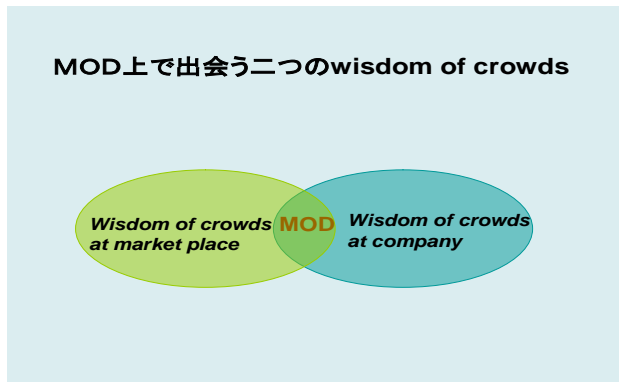 ＭＯＤ上で出会う二つのwisdom of crowds
Wisdom of crowds
at market place
MOD
Wisdom of crowds
at company